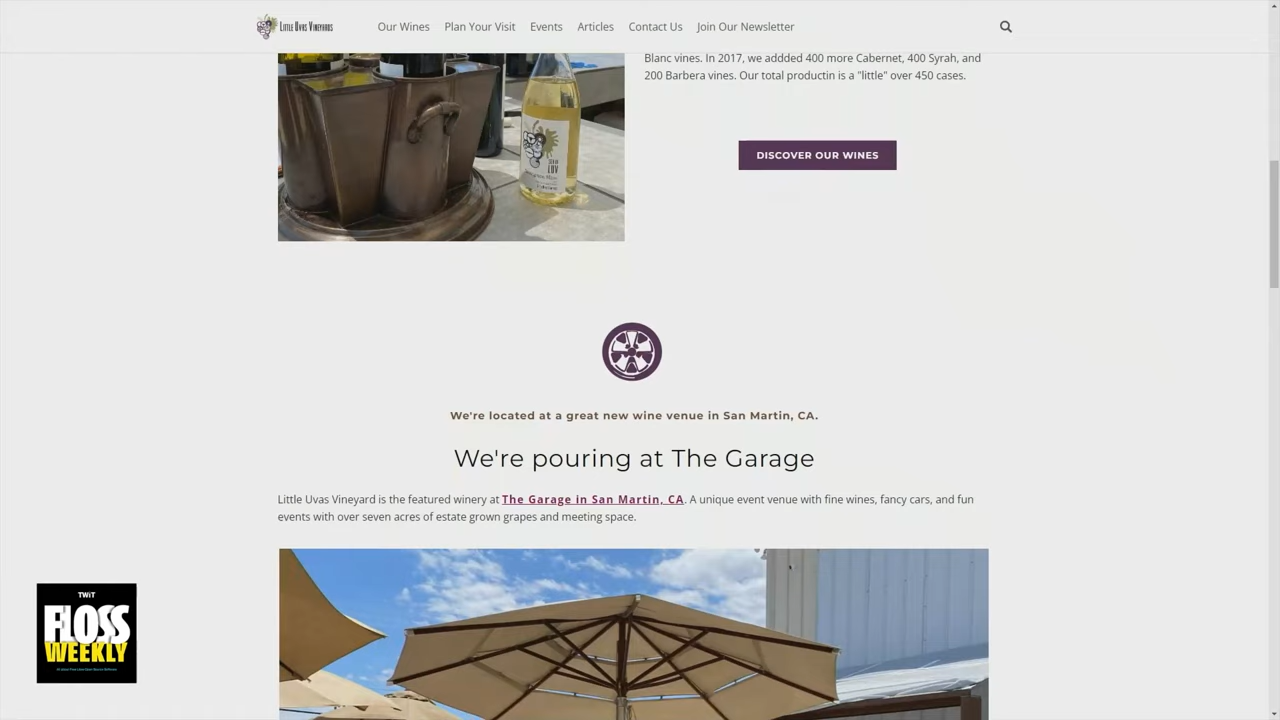 LITTLE UVAS VINEYARDS
Our Wines Plan Your Visit Events Articles Contact Us Join Our Newsletter
Blanc vines. In 2017, we addded 400 more Cabernet, 400 Syrah, and
200 Barbera vines. Our total productin is a "little" over 450 cases.
DISCOVER OUR WINES
LUV
We're located at a great new wine venue in San Martin, CA.
We're pouring at The Garage
Little Uvas Vineyard is the featured winery at The Garage in San Martin, CA. A unique event venue with fine wines, fancy cars, and fun
events with over seven acres of estate grown grapes and meeting space.
TWiT
FLOSS
WEEKLY